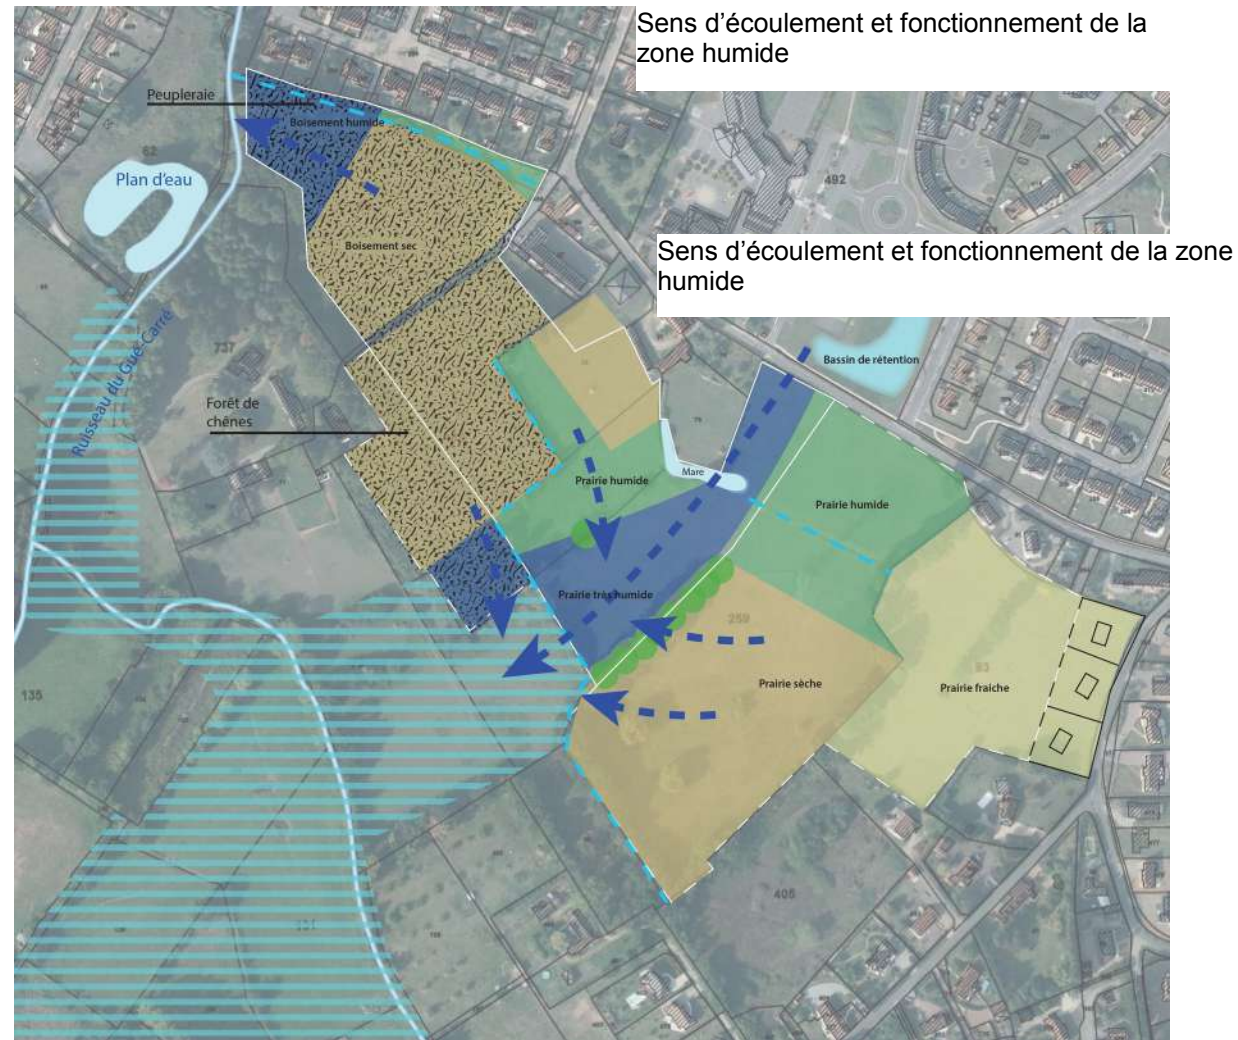 Sens d’écoulement et fonctionnement de la
zone humide
Peupleraie
Boisement humide
62
Plan d’eau
492
Boisement sec
Sens d’écoulement et fonctionnement de la zone
humide
Ruisseau du Gué-Carré
737
Bassin de rétention
Forêt de
chênes
Mare
Prairie humide
Prairie humide
Prairie très humide
259
93
135
Prairie sèche
Prairie fraiche
405